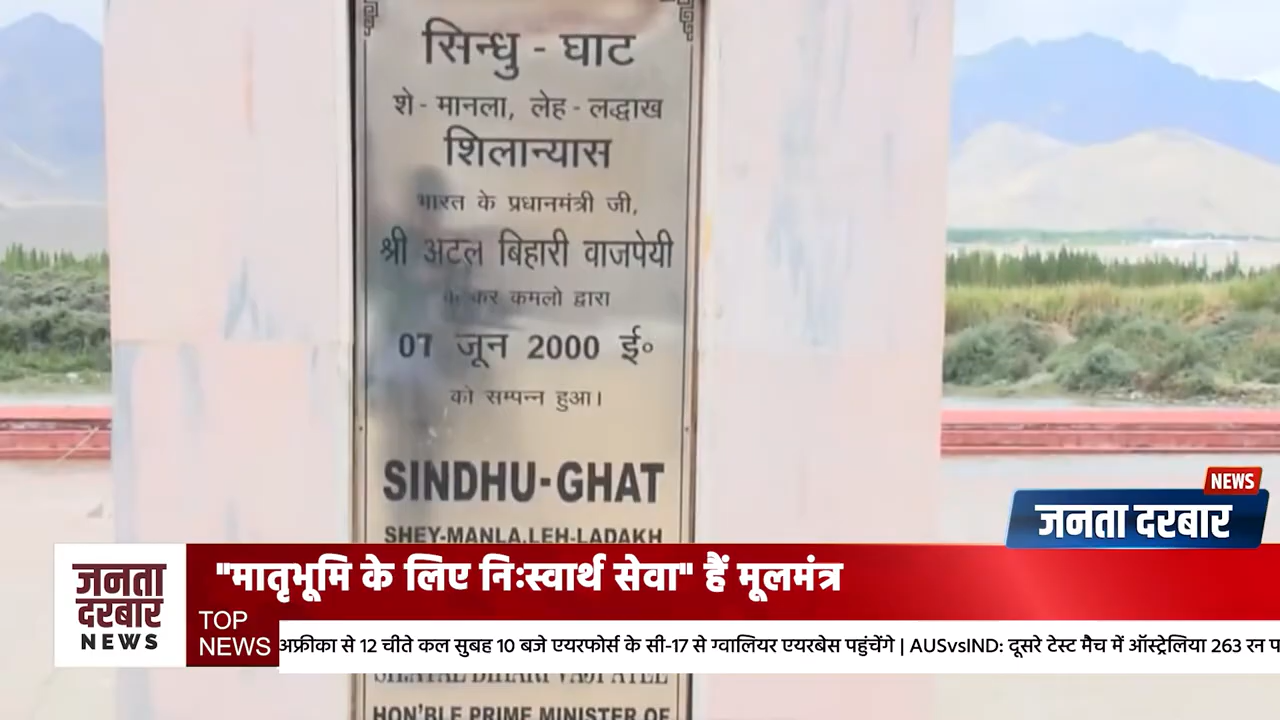 सिन्धु - घाट
शे - मानला, लेह - लद्धाख
शिलान्यास
भारत के प्रधानमंत्री जी,
श्री अटल बिहारी वाजपेयी
के कर कमलो द्वारा
07 जून 2000 ई॰
को सम्पन्न हुआ।
SINDHU-GHAT
SHEY-MANLA, LEH-LADAKH
NEWS
जनता दरबार
"मातृभूमि के लिए निःस्वार्थ सेवा" हैं मूलमंत्र
जनता
दरबार
NEWS
TOP
NEWS
अफ्रीका से 12 चीते कल सुबह 10 बजे एयरफोर्स के सी-17 से ग्वालियर एयरबेस पहुंचेंगे | AUSvsIND: दूसरे टेस्ट मैच में ऑस्ट्रेलिया 263 रन
HON'BLE PRIME MINISTER OF